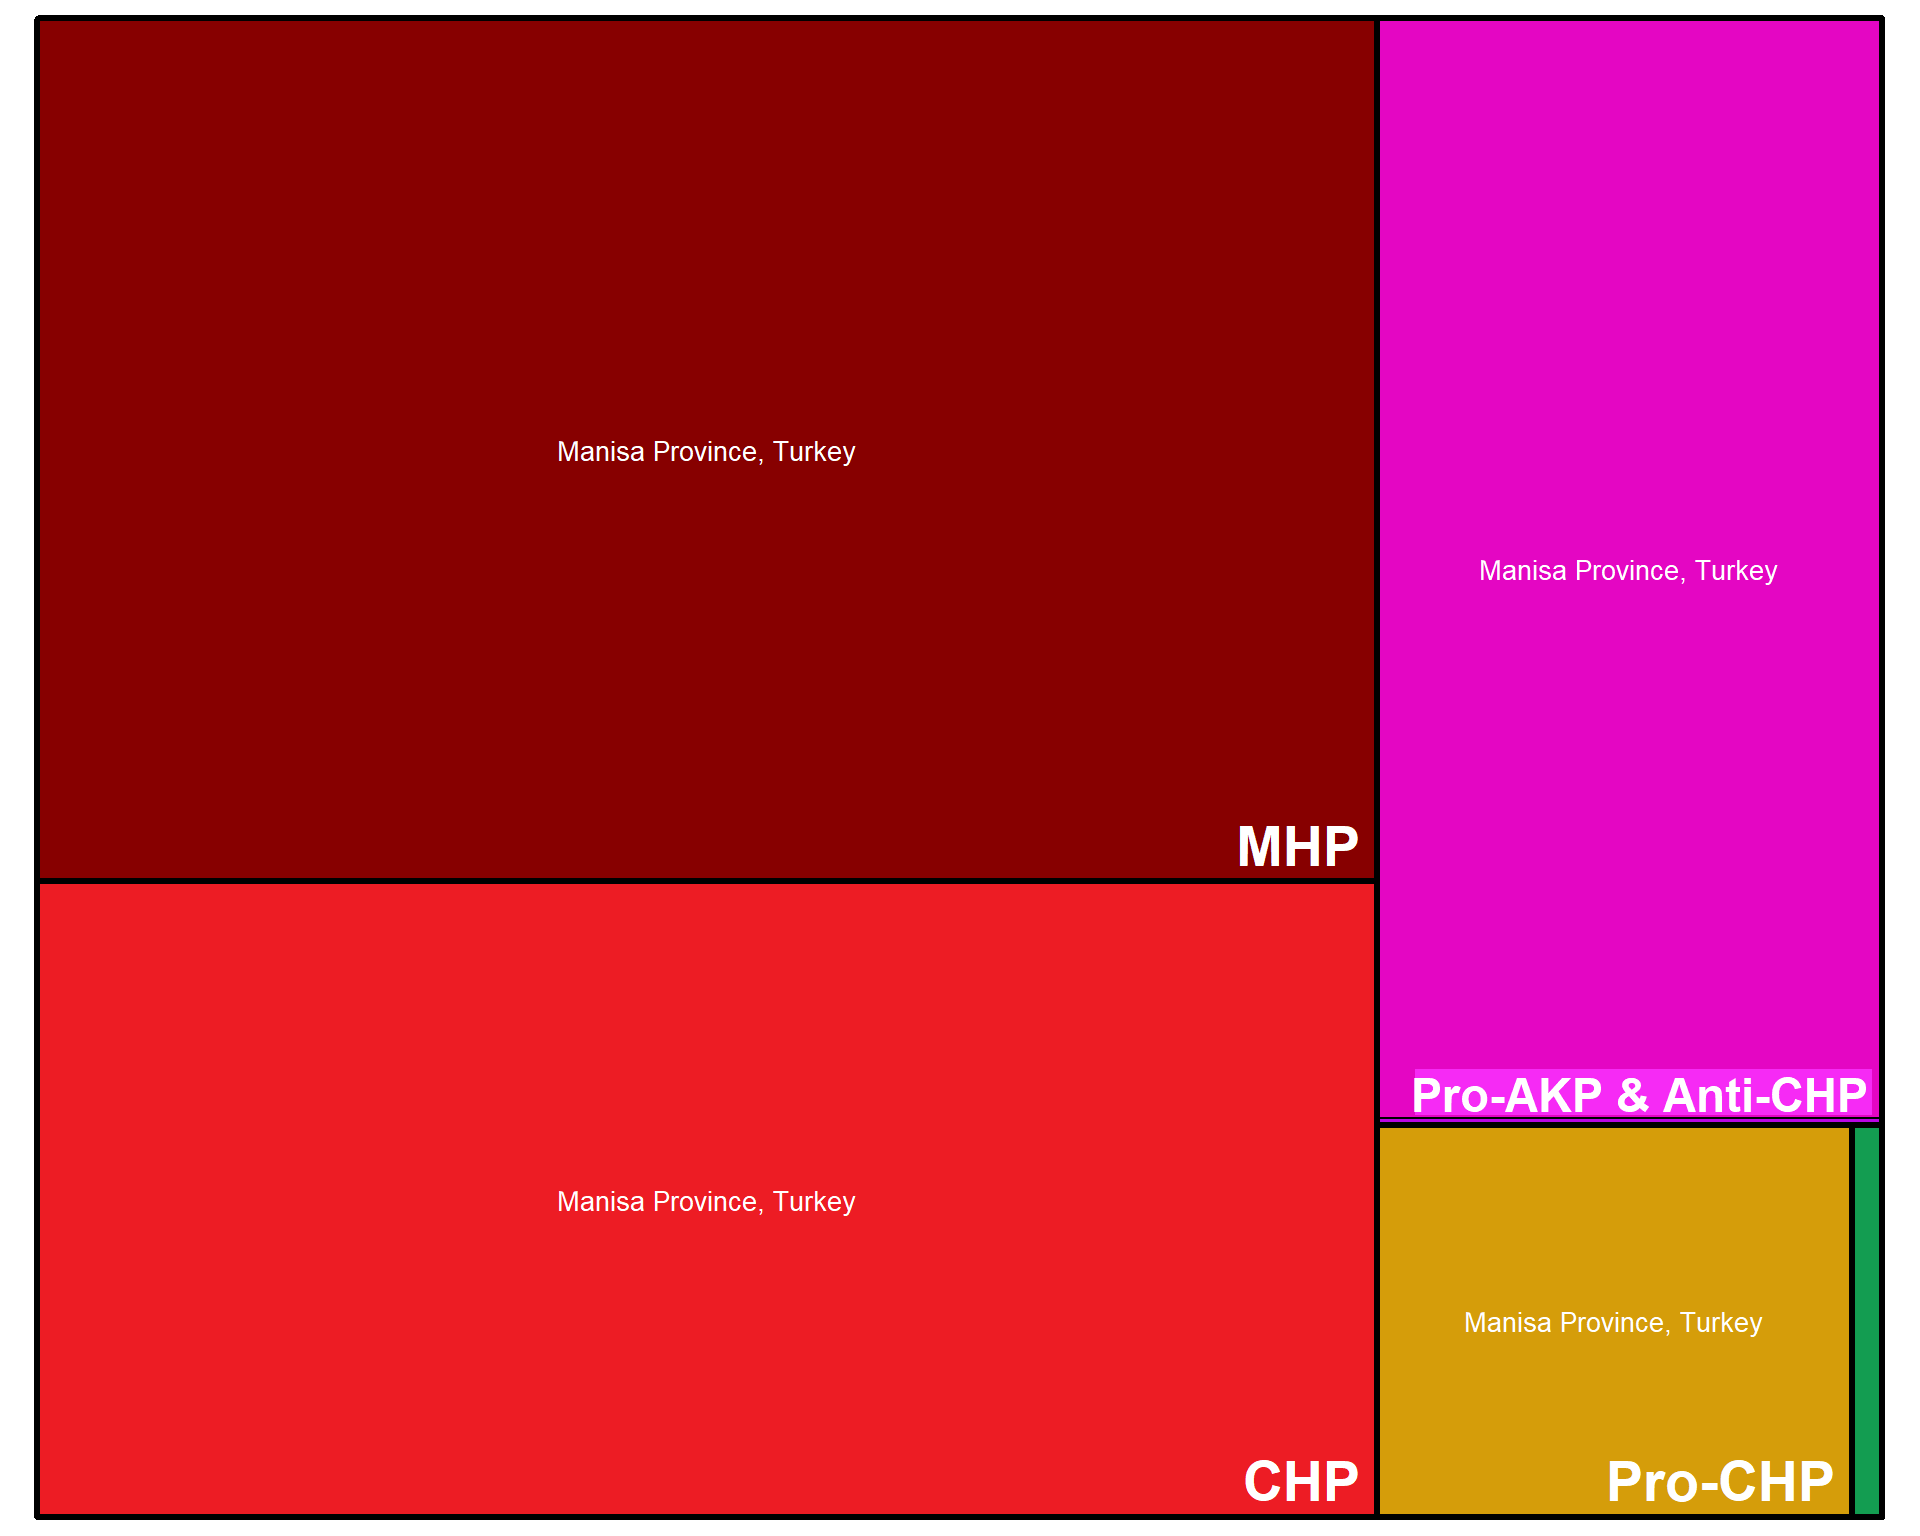 Manisa Province, Turkey
MHP
Manisa Province, Turkey
CHP
Manisa Province, Turkey
Pro-AKP & Anti-CHP
Manisa Province, Turkey
Pro-CHP